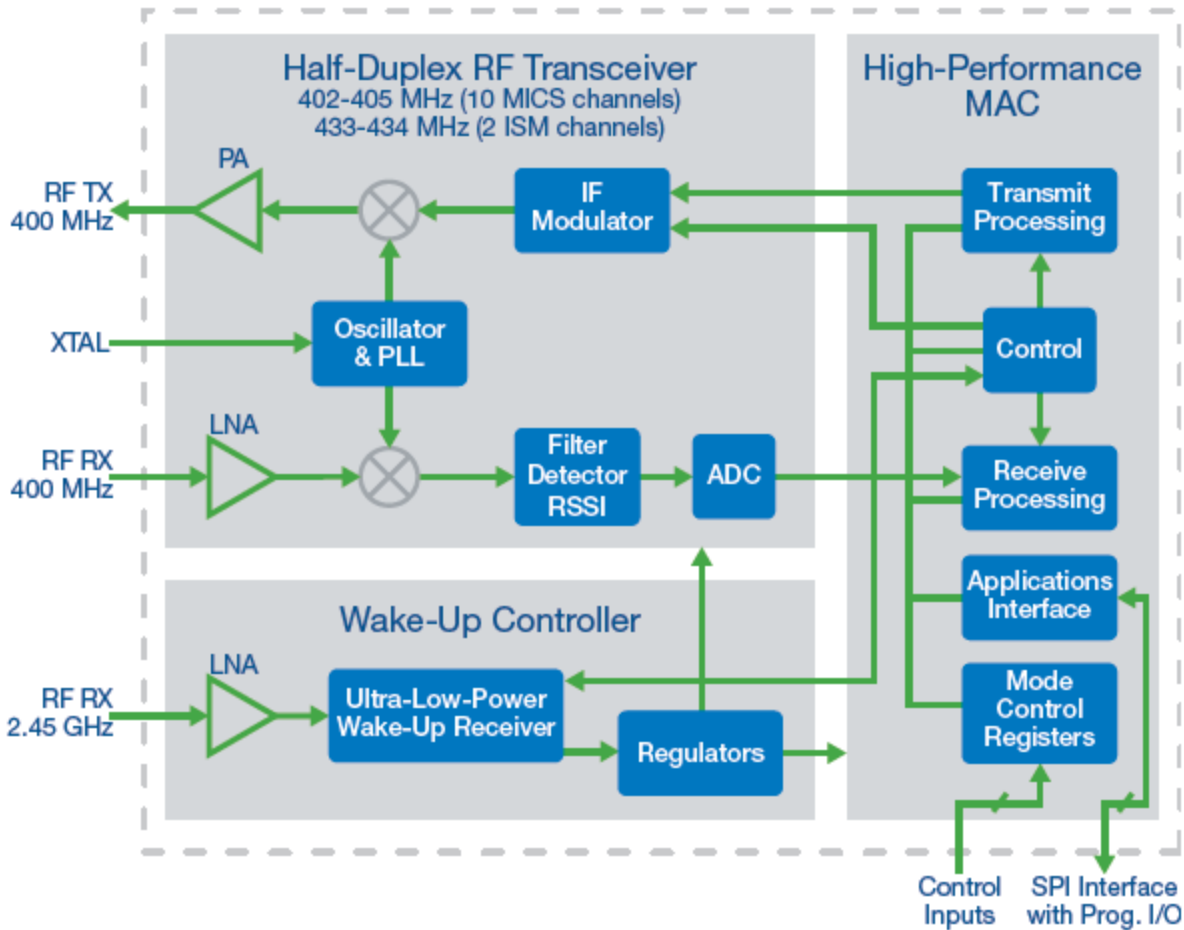 Half-Duplex RF Transceiver
402-405 MHz (10 MICS channels)
433-434 MHz (2 ISM channels)
High-Performance
MAC
PA
RF TX
400 MHz
IF
Modulator
Transmit
Processing
XTAL
Oscillator
& PLL
Control
LNA
RF RX
400 MHz
Filter
Detector
RSSI
ADC
Receive
Processing
Applications
Interface
Wake-Up Controller
LNA
RF RX
2.45 GHz
Ultra-Low-Power
Wake-Up Receiver
Regulators
Mode
Control
Registers
Control
Inputs
SPI Interface
with Prog. I/O